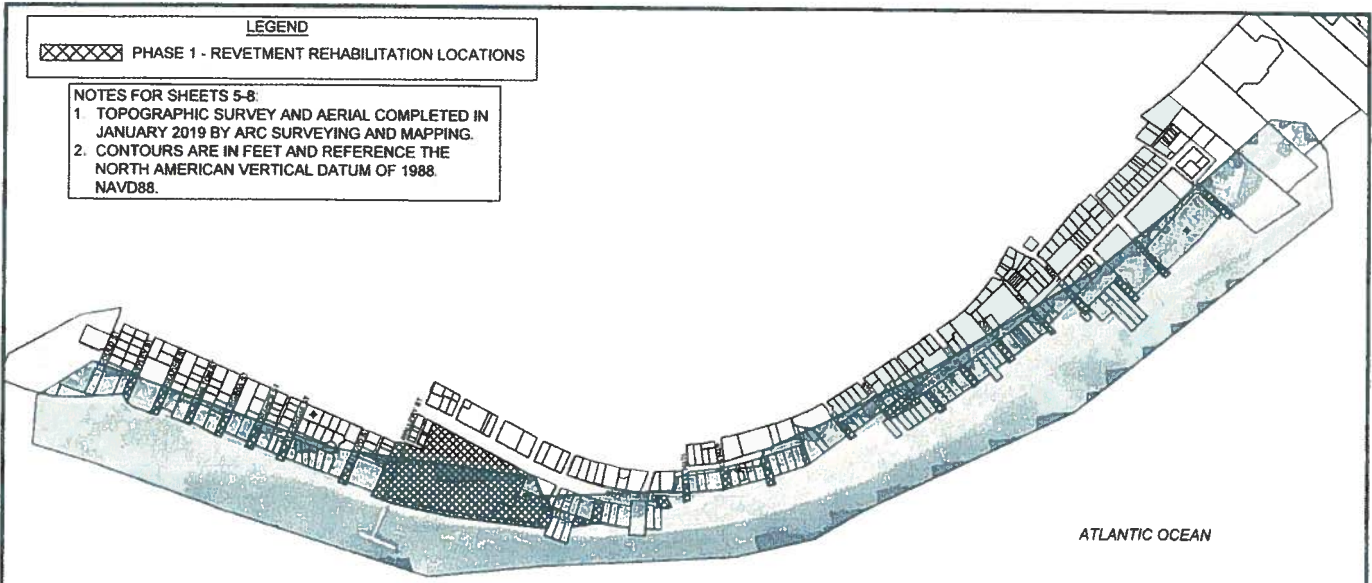 LEGEND
PHASE 1 - REVETMENT REHABILITATION LOCATIONS
NOTES FOR SHEETS 5-8:
1. TOPOGRAPHIC SURVEY AND AERIAL COMPLETED IN
JANUARY 2019 BY ARC SURVEYING AND MAPPING.
2. CONTOURS ARE IN FEET AND REFERENCE THE
NORTH AMERICAN VERTICAL DATUM OF 1988.
NAVD88.
ATLANTIC OCEAN